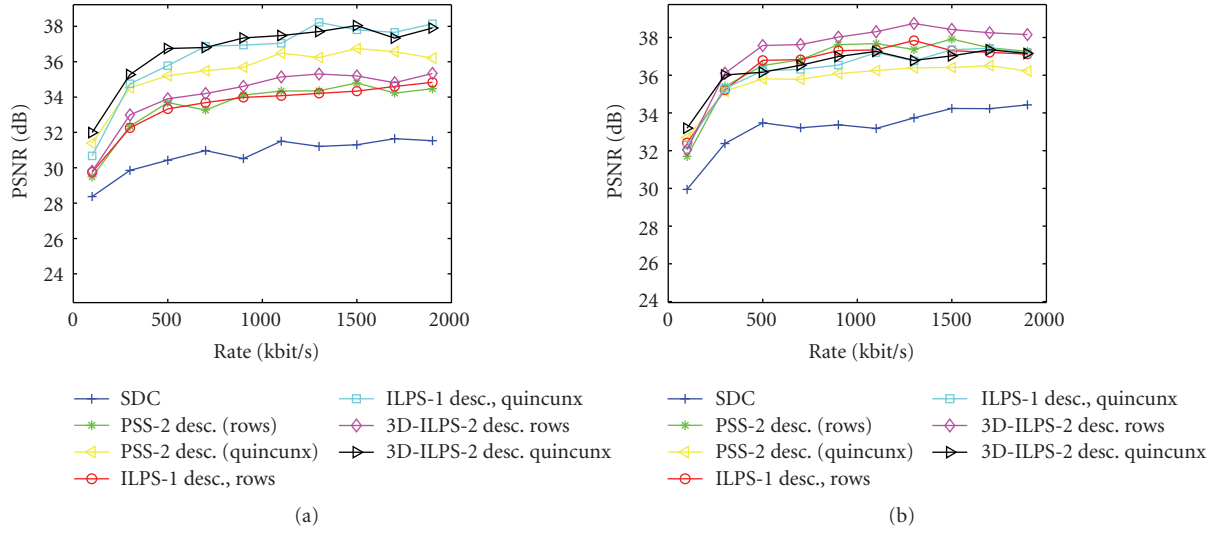 38
36
34
32
30
28
26
24
PSNR (dB)
0 500 1000 1500 2000
Rate (kbit/s)
SDC
PSS-2 desc. (rows)
PSS-2 desc. (quincunx)
ILPS-1 desc., rows
ILPS-1 desc., quincunx
3D-ILPS-2 desc. rows
3D-ILPS-2 desc. quincunx
(a)
38
36
34
32
30
28
26
24
PSNR (dB)
0 500 1000 1500 2000
Rate (kbit/s)
SDC
PSS-2 desc. (rows)
PSS-2 desc. (quincunx)
ILPS-1 desc., rows
ILPS-1 desc., quincunx
3D-ILPS-2 desc. rows
3D-ILPS-2 desc. quincunx
(b)